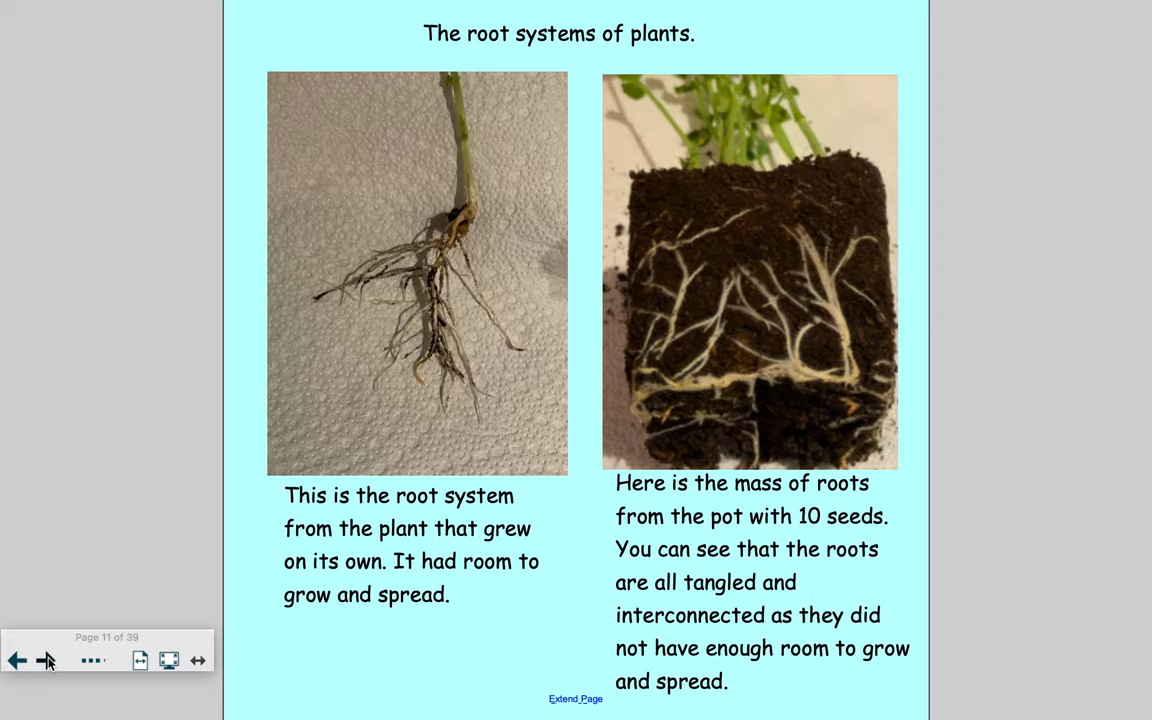 The root systems of plants.
This is the root system
from the plant that grew
on its own. It had room to
grow and spread.
Here is the mass of roots
from the pot with 10 seeds.
You can see that the roots
are all tangled and
interconnected as they did
not have enough room to grow
and spread.
Page 11 of 39
Extend Page